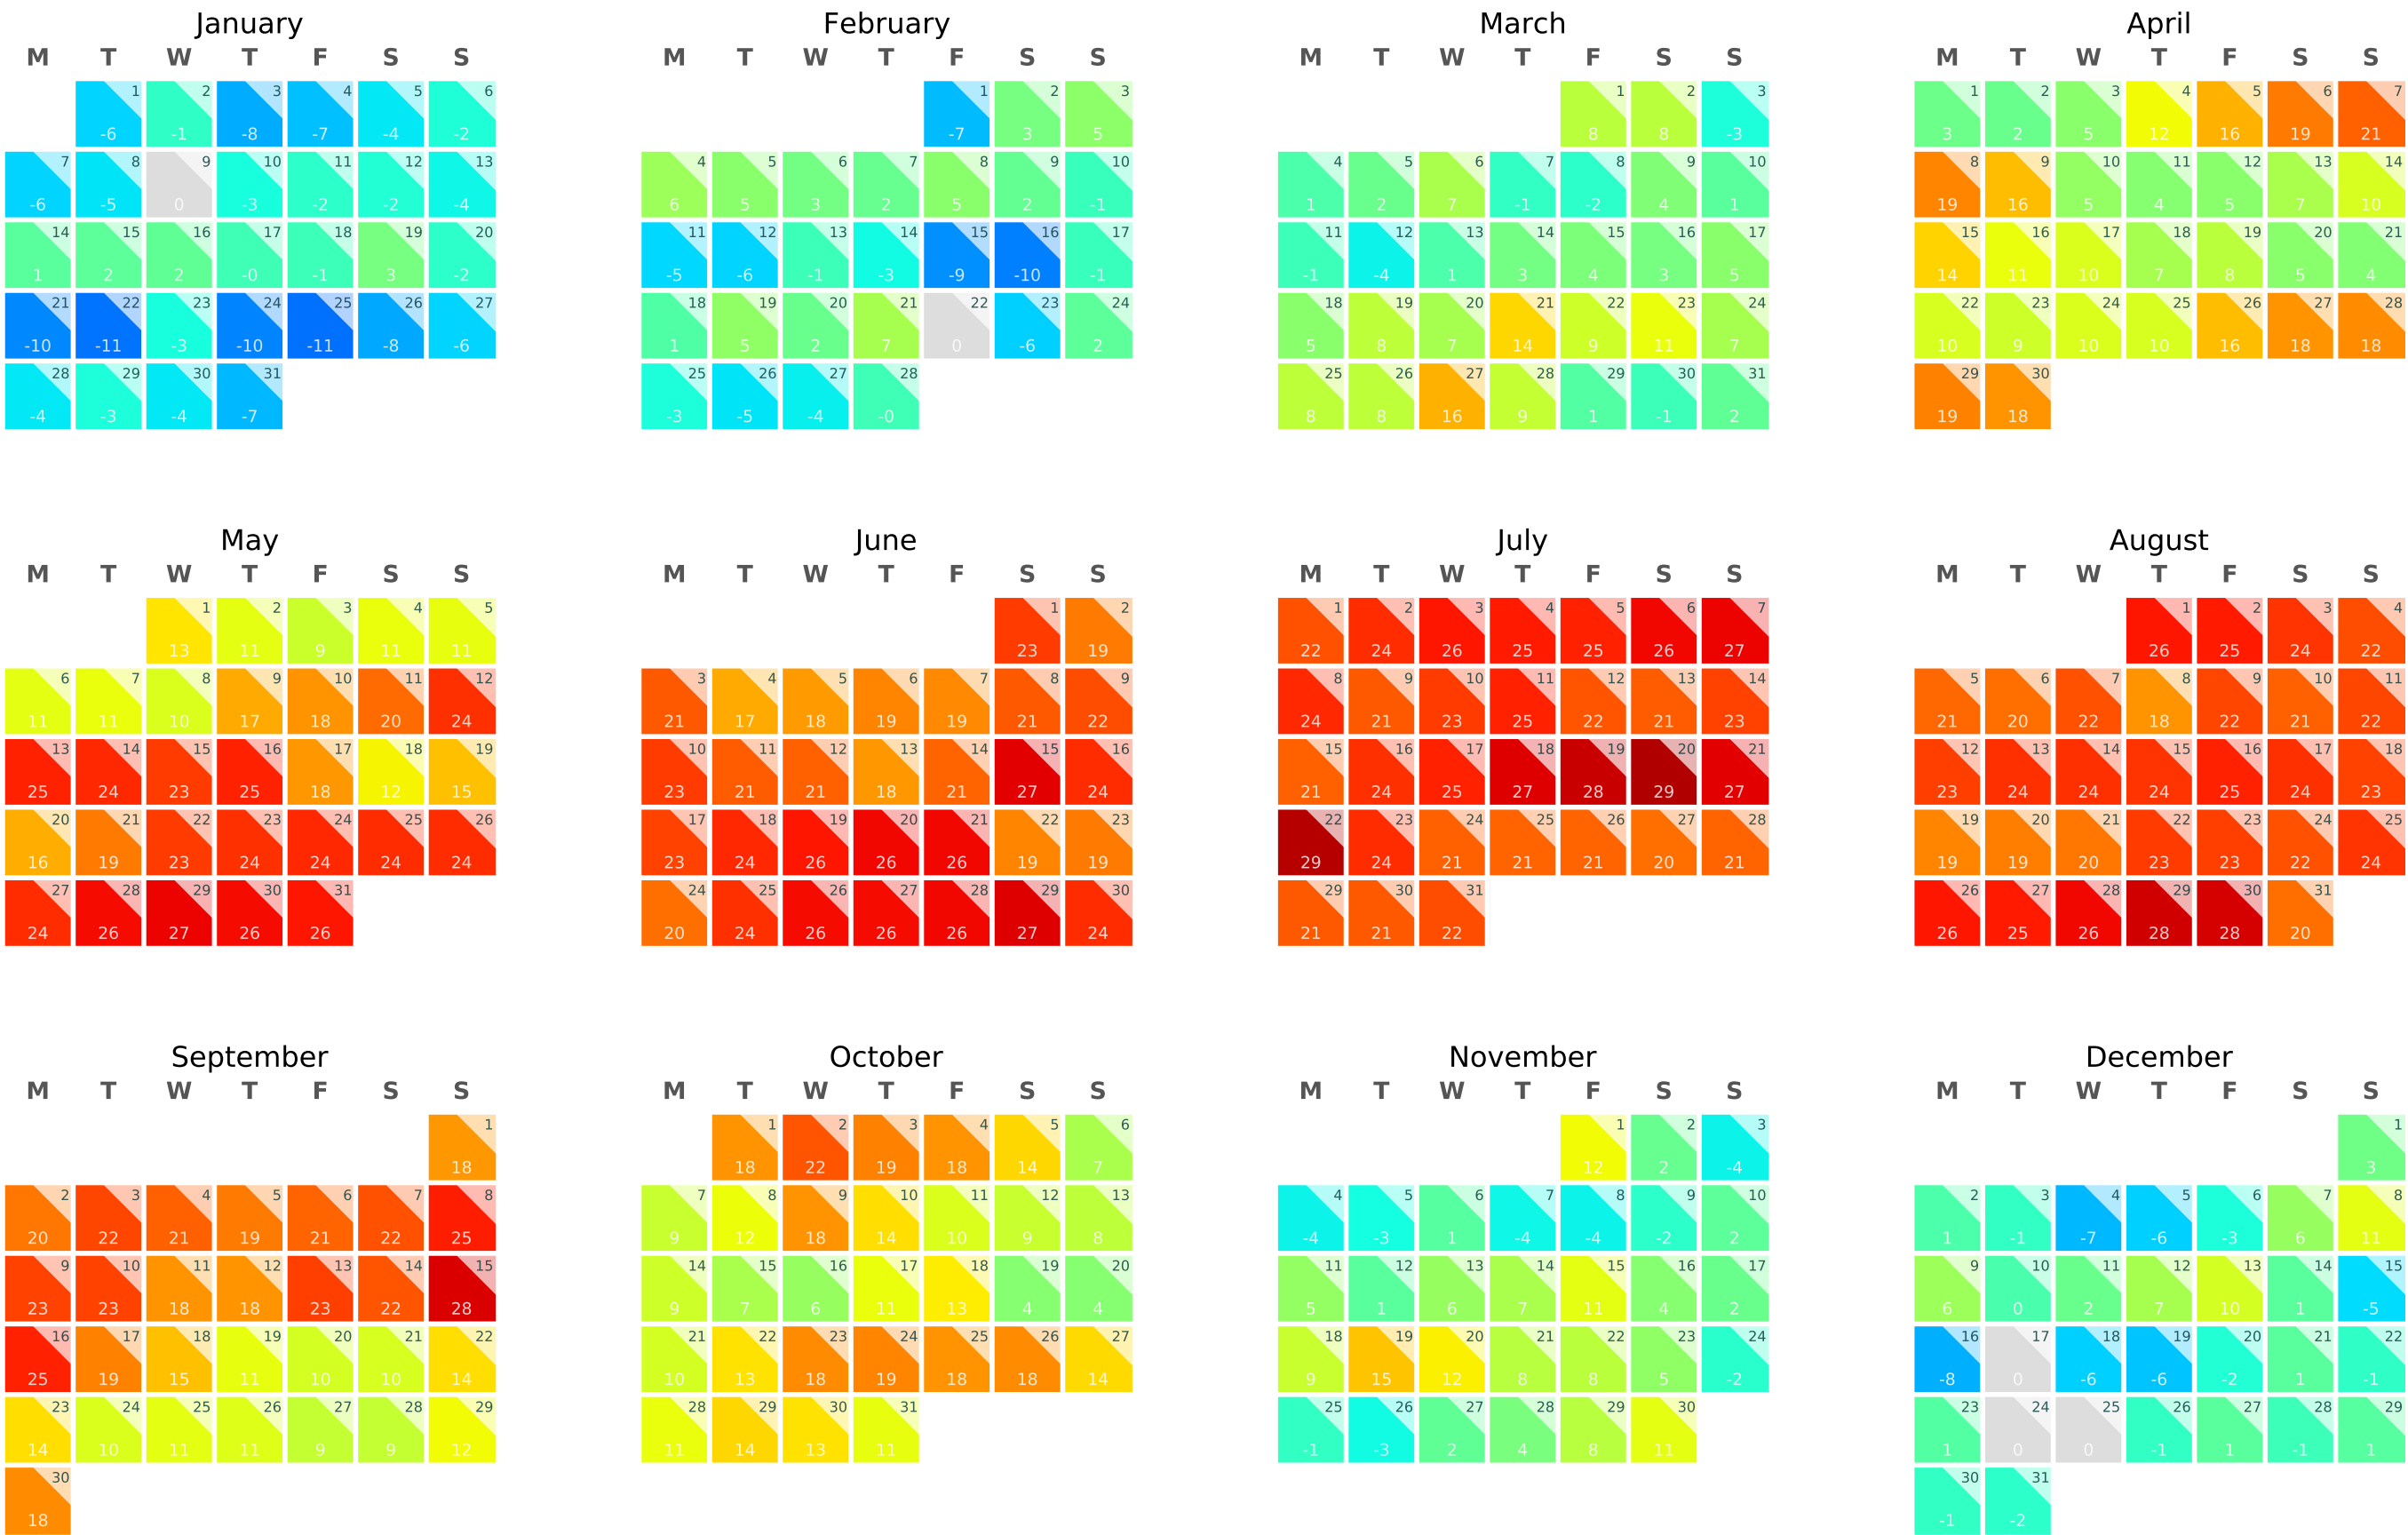 January February March April
M T W T F S S M T W T F S S M T W T F S S M T W T F S S
1 2 3 4 5 6 1 2 3 1 2 3 1 2 3 4 5 6 7
-6 -1 -8 -7 -4 -2 -7 3 5 8 8 -3 3 2 5 12 16 19 21
7 8 9 10 11 12 13 4 5 6 7 8 9 10 4 5 6 7 8 9 10 8 9 10 11 12 13 14
-6 -5 0 -3 -2 -2 -4 6 5 3 2 5 2 -1 1 2 7 -1 -2 4 1 19 16 5 4 5 7 10
14 15 16 17 18 19 20 11 12 13 14 15 16 17 11 12 13 14 15 16 17 15 16 17 18 19 20 21
1 2 2 -0 -1 3 -2 -5 -6 -1 -3 -9 -10 -1 -1 -4 1 3 4 3 5 14 11 10 7 8 5 4
21 22 23 24 25 26 27 18 19 20 21 22 23 24 18 19 20 21 22 23 24 22 23 24 25 26 27 28
-10 -11 -3 -10 -11 -8 -6 1 5 2 7 0 -6 2 5 8 7 14 9 11 7 10 9 10 10 16 18 18
28 29 30 31 25 26 27 28 25 26 27 28 29 30 31 29 30
-4 -3 -4 -7 -3 -5 -4 -0 8 8 16 9 1 -1 2 19 18
May June July August
M T W T F S S M T W T F S S M T W T F S S M T W T F S S
1 2 3 4 5 1 2 1 2 3 4 5 6 7 1 2 3 4
13 11 9 11 11 23 19 22 24 26 25 25 26 27 26 25 24 22
6 7 8 9 10 11 12 3 4 5 6 7 8 9 8 9 10 11 12 13 14 5 6 7 8 9 10 11
11 11 10 17 18 20 24 21 17 18 19 19 21 22 24 21 23 25 22 21 23 21 20 22 18 22 21 22
13 14 15 16 17 18 19 10 11 12 13 14 15 16 15 16 17 18 19 20 21 12 13 14 15 16 17 18
25 24 23 25 18 12 15 23 21 21 18 21 27 24 21 24 25 27 28 29 27 23 24 24 24 25 24 23
20 21 22 23 24 25 26 17 18 19 20 21 22 23 22 23 24 25 26 27 28 19 20 21 22 23 24 25
16 19 23 24 24 24 24 23 24 26 26 26 19 19 29 24 21 21 21 20 21 19 19 20 23 23 22 24
27 28 29 30 31 24 25 26 27 28 29 30 29 30 31 26 27 28 29 30 31
24 26 27 26 26 20 24 26 26 26 27 24 21 21 22 26 25 26 28 28 20
September October November December
M T W T F S S M T W T F S S M T W T F S S M T W T F S S
1 1 2 3 4 5 6 1 2 3 1
18 18 22 19 18 14 7 12 2 -4 3
2 3 4 5 6 7 8 7 8 9 10 11 12 13 4 5 6 7 8 9 10 2 3 4 5 6 7 8
20 22 21 19 21 22 25 9 12 18 14 10 9 8 -4 -3 1 -4 -4 -2 2 1 -1 -7 -6 -3 6 11
9 10 11 12 13 14 15 14 15 16 17 18 19 20 11 12 13 14 15 16 17 9 10 11 12 13 14 15
23 23 18 18 23 22 28 9 7 6 11 13 4 4 5 1 6 7 11 4 2 6 0 2 7 10 1 -5
16 17 18 19 20 21 22 21 22 23 24 25 26 27 18 19 20 21 22 23 24 16 17 18 19 20 21 22
25 19 15 11 10 10 14 10 13 18 19 18 18 14 9 15 12 8 8 5 -2 -8 0 -6 -6 -2 1 -1
23 24 25 26 27 28 29 28 29 30 31 25 26 27 28 29 30 23 24 25 26 27 28 29
14 10 11 11 9 9 12 11 14 13 11 -1 -3 2 4 8 11 1 0 0 -1 1 -1 1
30 30 31
18 -1 -2